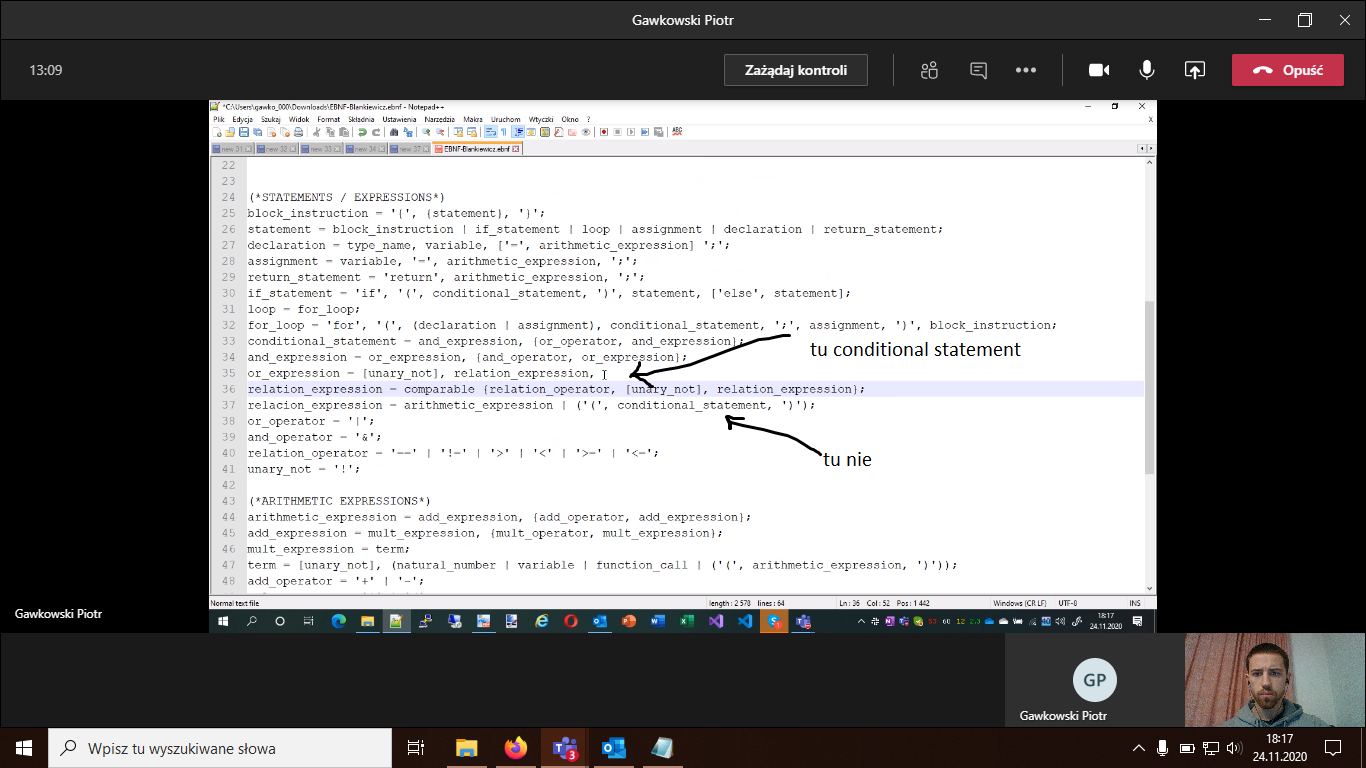 Gawkowski Piotr
13:09
Zażądaj kontroli
Opuść
*C:\Users\gawko_000\Downloads\EBNF-Blankiewicz.ebnf - Notepad++
Plik Edycja Szukaj Widok Format Składnia Ustawienia Narzędzia Makra Uruchom Wtyczki Okno ? X
new 31 new 32 new 33 new 34 new 37 EBNF-Blankiewicz.ebnf
22
23
24 (*STATEMENTS / EXPRESSIONS*)
25 block_instruction = '{', {statement}, '}';
26 statement = block_instruction | if_statement | loop | assignment | declaration | return_statement;
27 declaration = type_name, variable, ['=', arithmetic_expression] ';';
28 assignment = variable, '=', arithmetic_expression, ';';
29 return_statement = 'return', arithmetic_expression, ';';
30 if_statement = 'if', '(', conditional_statement, ')', statement, ['else', statement];
31 loop = for_loop;
32 for_loop = 'for', '(', (declaration | assignment), conditional_statement, ';', assignment, ')', block_instruction;
33 conditional_statement = and_expression, {or_operator, and_expression};
tu conditional statement
34 and_expression = or_expression, {and_operator, or_expression};
35 or_expression = [unary_not], relation_expression,
36 relation_expression = comparable {relation_operator, [unary_not], relation_expression};
37 relacion_expression = arithmetic_expression | ('(', conditional_statement, ')');
38 or_operator = '|';
39 and_operator = '&';
40 relation_operator = '==' | '!=' | '>' | '<' | '>=' | '<=';
tu nie
41 unary_not = '!';
42
43 (*ARITHMETIC EXPRESSIONS*)
44 arithmetic_expression = add_expression, {add_operator, add_expression};
45 add_expression = mult_expression, {mult_operator, mult_expression};
46 mult_expression = term;
47 term = [unary_not], (natural_number | variable | function_call | ('(', arithmetic_expression, ')'));
48 add_operator = '+' | '-';
Normal text file length : 2 578 lines : 64 Ln : 36 Col : 52 Pos : 1 442 Windows (CR LF) UTF-8 INS
18:17
24.11.2020
Gawkowski Piotr
GP
Gawkowski Piotr
Wpisz tu wyszukiwane słowa
3
18:17
24.11.2020